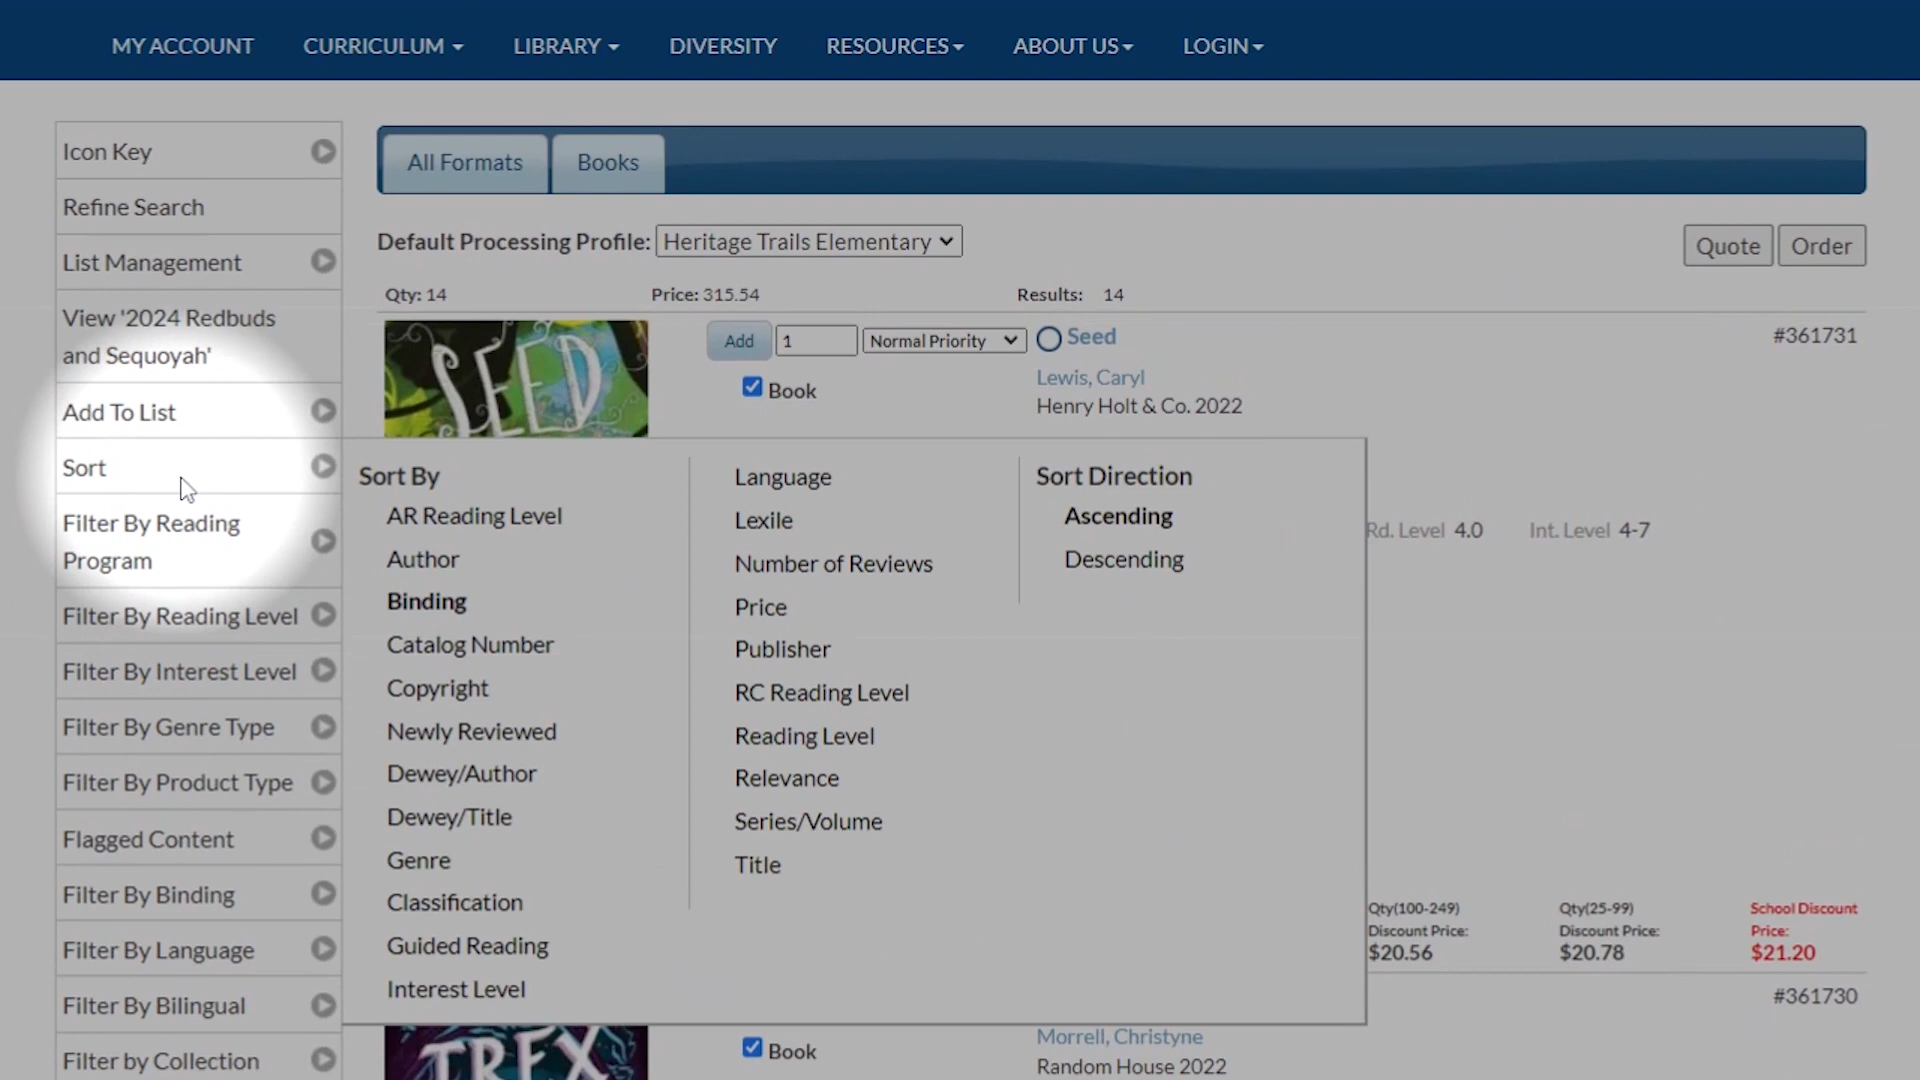 MY ACCOUNT CURRICULUM LIBRARY DIVERSITY RESOURCES ABOUT US LOGIN
Icon Key
Refine Search
List Management
View '2024 Redbuds
and Sequoyah'
Add To List
Sort
Filter By Reading
Program
Filter By Reading Level
Filter By Interest Level
Filter By Genre Type
Filter By Product Type
Flagged Content
Filter By Binding
Filter By Language
Filter By Bilingual
Filter by Collection
All Formats Books
Default Processing Profile: Heritage Trails Elementary
Quote Order
Qty: 14 Price: 315.54 Results: 14
SEED
Add 1 Normal Priority Seed #361731
Book
Lewis, Caryl
Henry Holt & Co. 2022
Sort By
AR Reading Level
Author
Binding
Catalog Number
Copyright
Newly Reviewed
Dewey/Author
Dewey/Title
Genre
Classification
Guided Reading
Interest Level
Language
Lexile
Number of Reviews
Price
Publisher
RC Reading Level
Reading Level
Relevance
Series/Volume
Title
Sort Direction
Ascending
Descending
Rd. Level 4.0 Int. Level 4-7
Qty(100-249) Qty(25-99) School Discount
Discount Price: Discount Price: Price:
$20.56 $20.78 $21.20
#361730
TREX
Book
Morrell, Christyne
Random House 2022